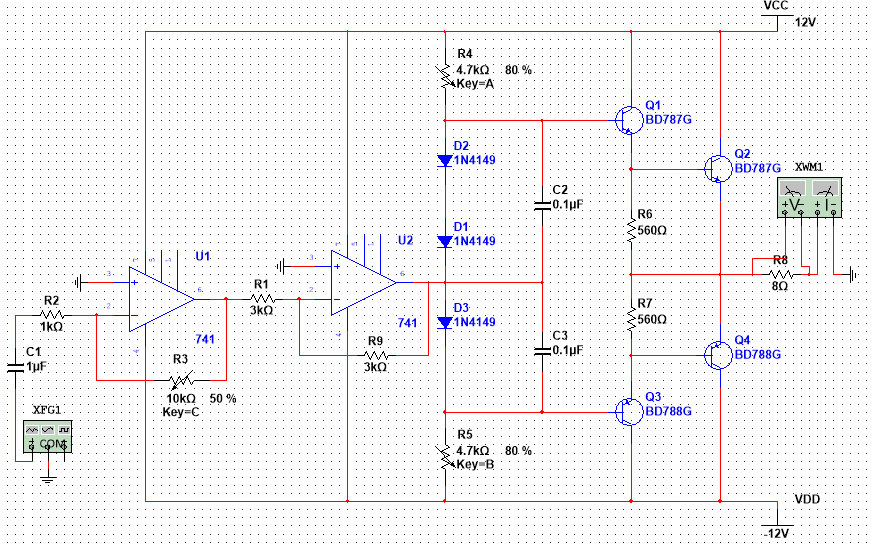 VCC
12V
R4
4.7kΩ 80 %
Key=A
Q1
BD787G
D2
1N4149
Q2
BD787G
XWM1
C2
0.1µF
R6
560Ω
D1
1N4149
U1
U2
R8
8Ω
R2
1kΩ
R1
3kΩ
R7
560Ω
D3
1N4149
741
741
C3
0.1µF
R9
3kΩ
Q4
BD788G
C1
1µF
R3
10kΩ 50 %
Key=C
Q3
BD788G
XFG1
COM
R5
4.7kΩ 80 %
Key=B
VDD
-12V